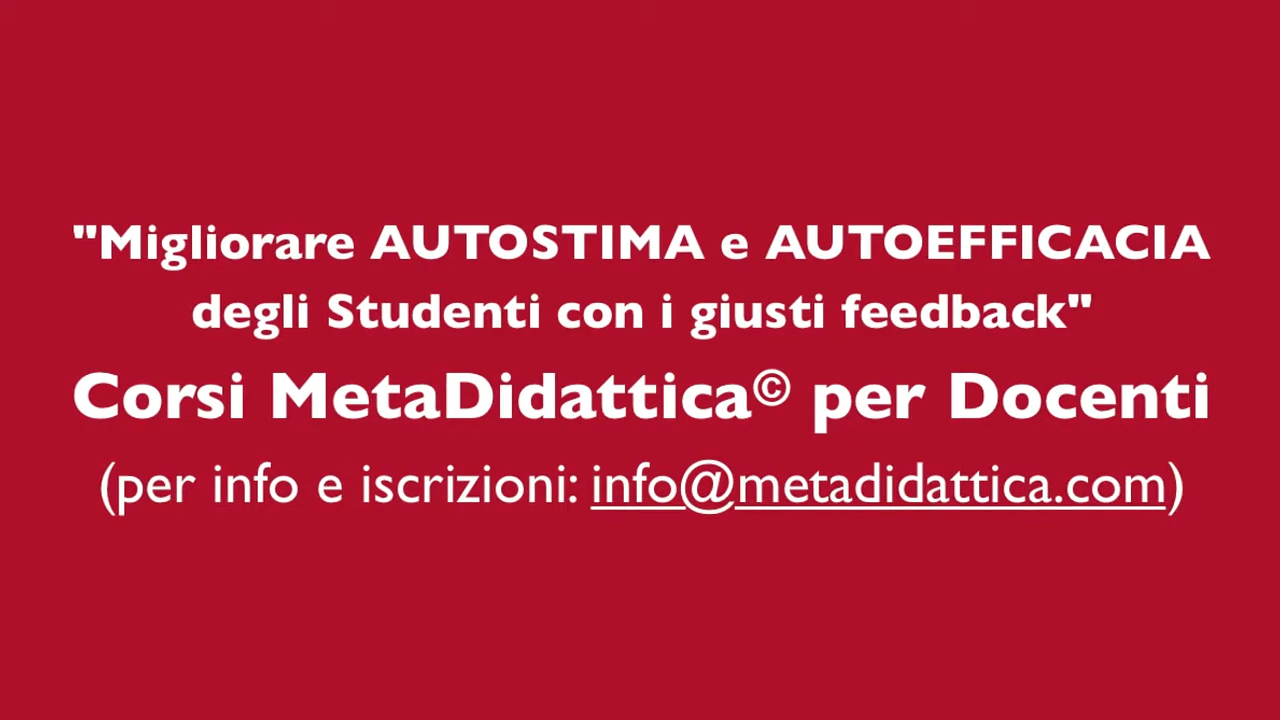 "Migliorare AUTOSTIMA e AUTOEFFICACIA
degli Studenti con i giusti feedback"
Corsi MetaDidattica© per Docenti
(per info e iscrizioni: info@metadidattica.com)